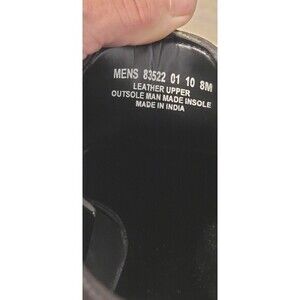 MENS 83522 01 10 8M
LEATHER UPPER
OUTSOLE MAN MADE INSOLE
MADE IN INDIA